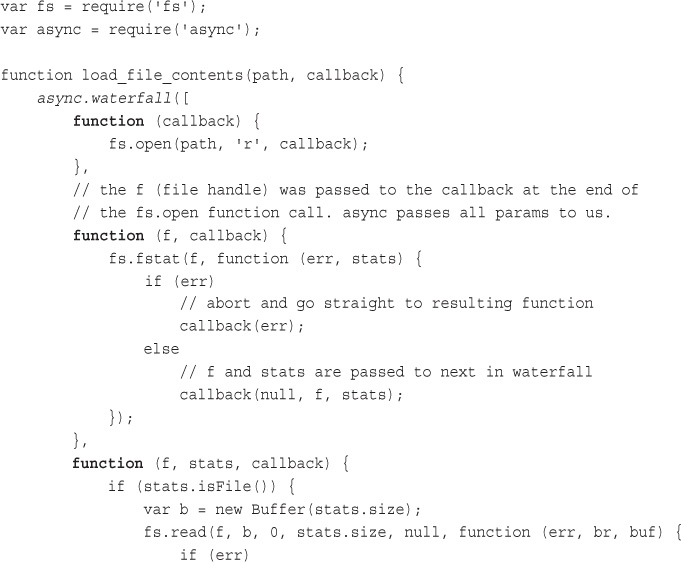 var fs = require('fs');
var async = require('async');

function load_file_contents(path, callback) {
    async.waterfall([
        function (callback) {
            fs.open(path, 'r', callback);
        },
        // the f (file handle) was passed to the callback at the end of
        // the fs.open function call. async passes all params to us.
        function (f, callback) {
            fs.fstat(f, function (err, stats) {
                if (err)
                    // abort and go straight to resulting function
                    callback(err);
                else
                    // f and stats are passed to next in waterfall
                    callback(null, f, stats);
            });
        },
        function (f, stats, callback) {
            if (stats.isFile()) {
                var b = new Buffer(stats.size);
                fs.read(f, b, 0, stats.size, null, function (err, br, buf) {
                    if (err)